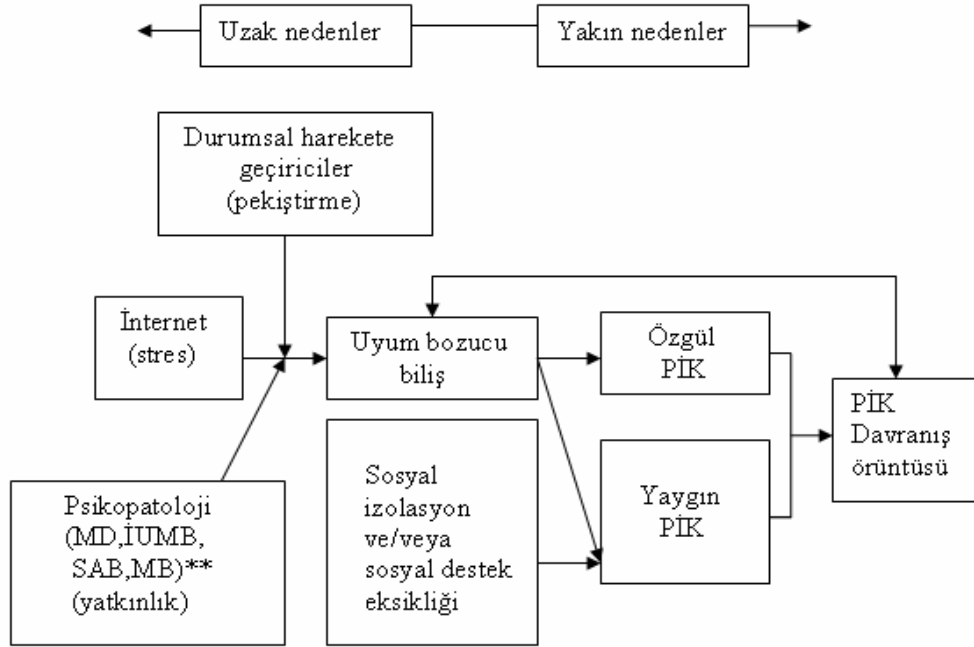 Uzak nedenler
Yakın nedenler
Durumsal harekete
geçiriciler
(pekiştirme)
İnternet
(stres)
Uyum bozucu
biliş
Özgül
PİK
PİK
Davranış
örüntüsü
Psikopatoloji
(MD,İUMB,
SAB,MB)**
(yatkınlık)
Sosyal
izolasyon
ve/veya
sosyal destek
eksikliği
Yaygın
PİK